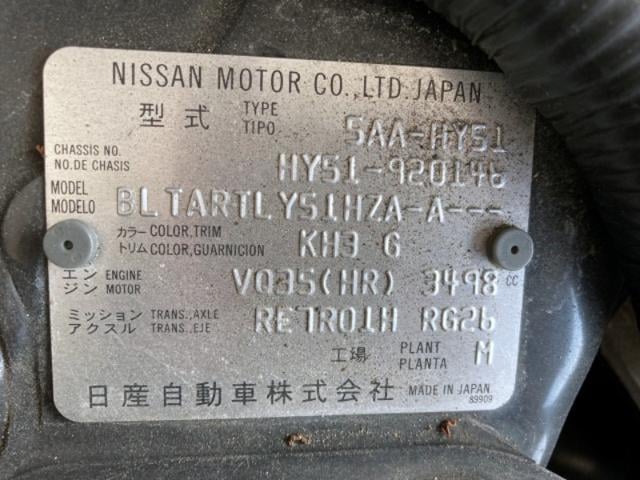 NISSAN MOTOR CO.,LTD.JAPAN
型式 TYPE TIPO 5AA-HY51
CHASSIS NO. NO.DE CHASIS HY51-920146
MODEL MODELO BLTARTLY51HZA-A---
カラー COLOR,TRIM トリム COLOR,GUARNICION KH3 G
エンジン ENGINE MOTOR VQ35(HR) 3498 CC
ミッション TRANS.,AXLE アクスル TRANS.,EJE RE7R01H RG26
工場 PLANT PLANTA M
日産自動車株式会社 MADE IN JAPAN
89909